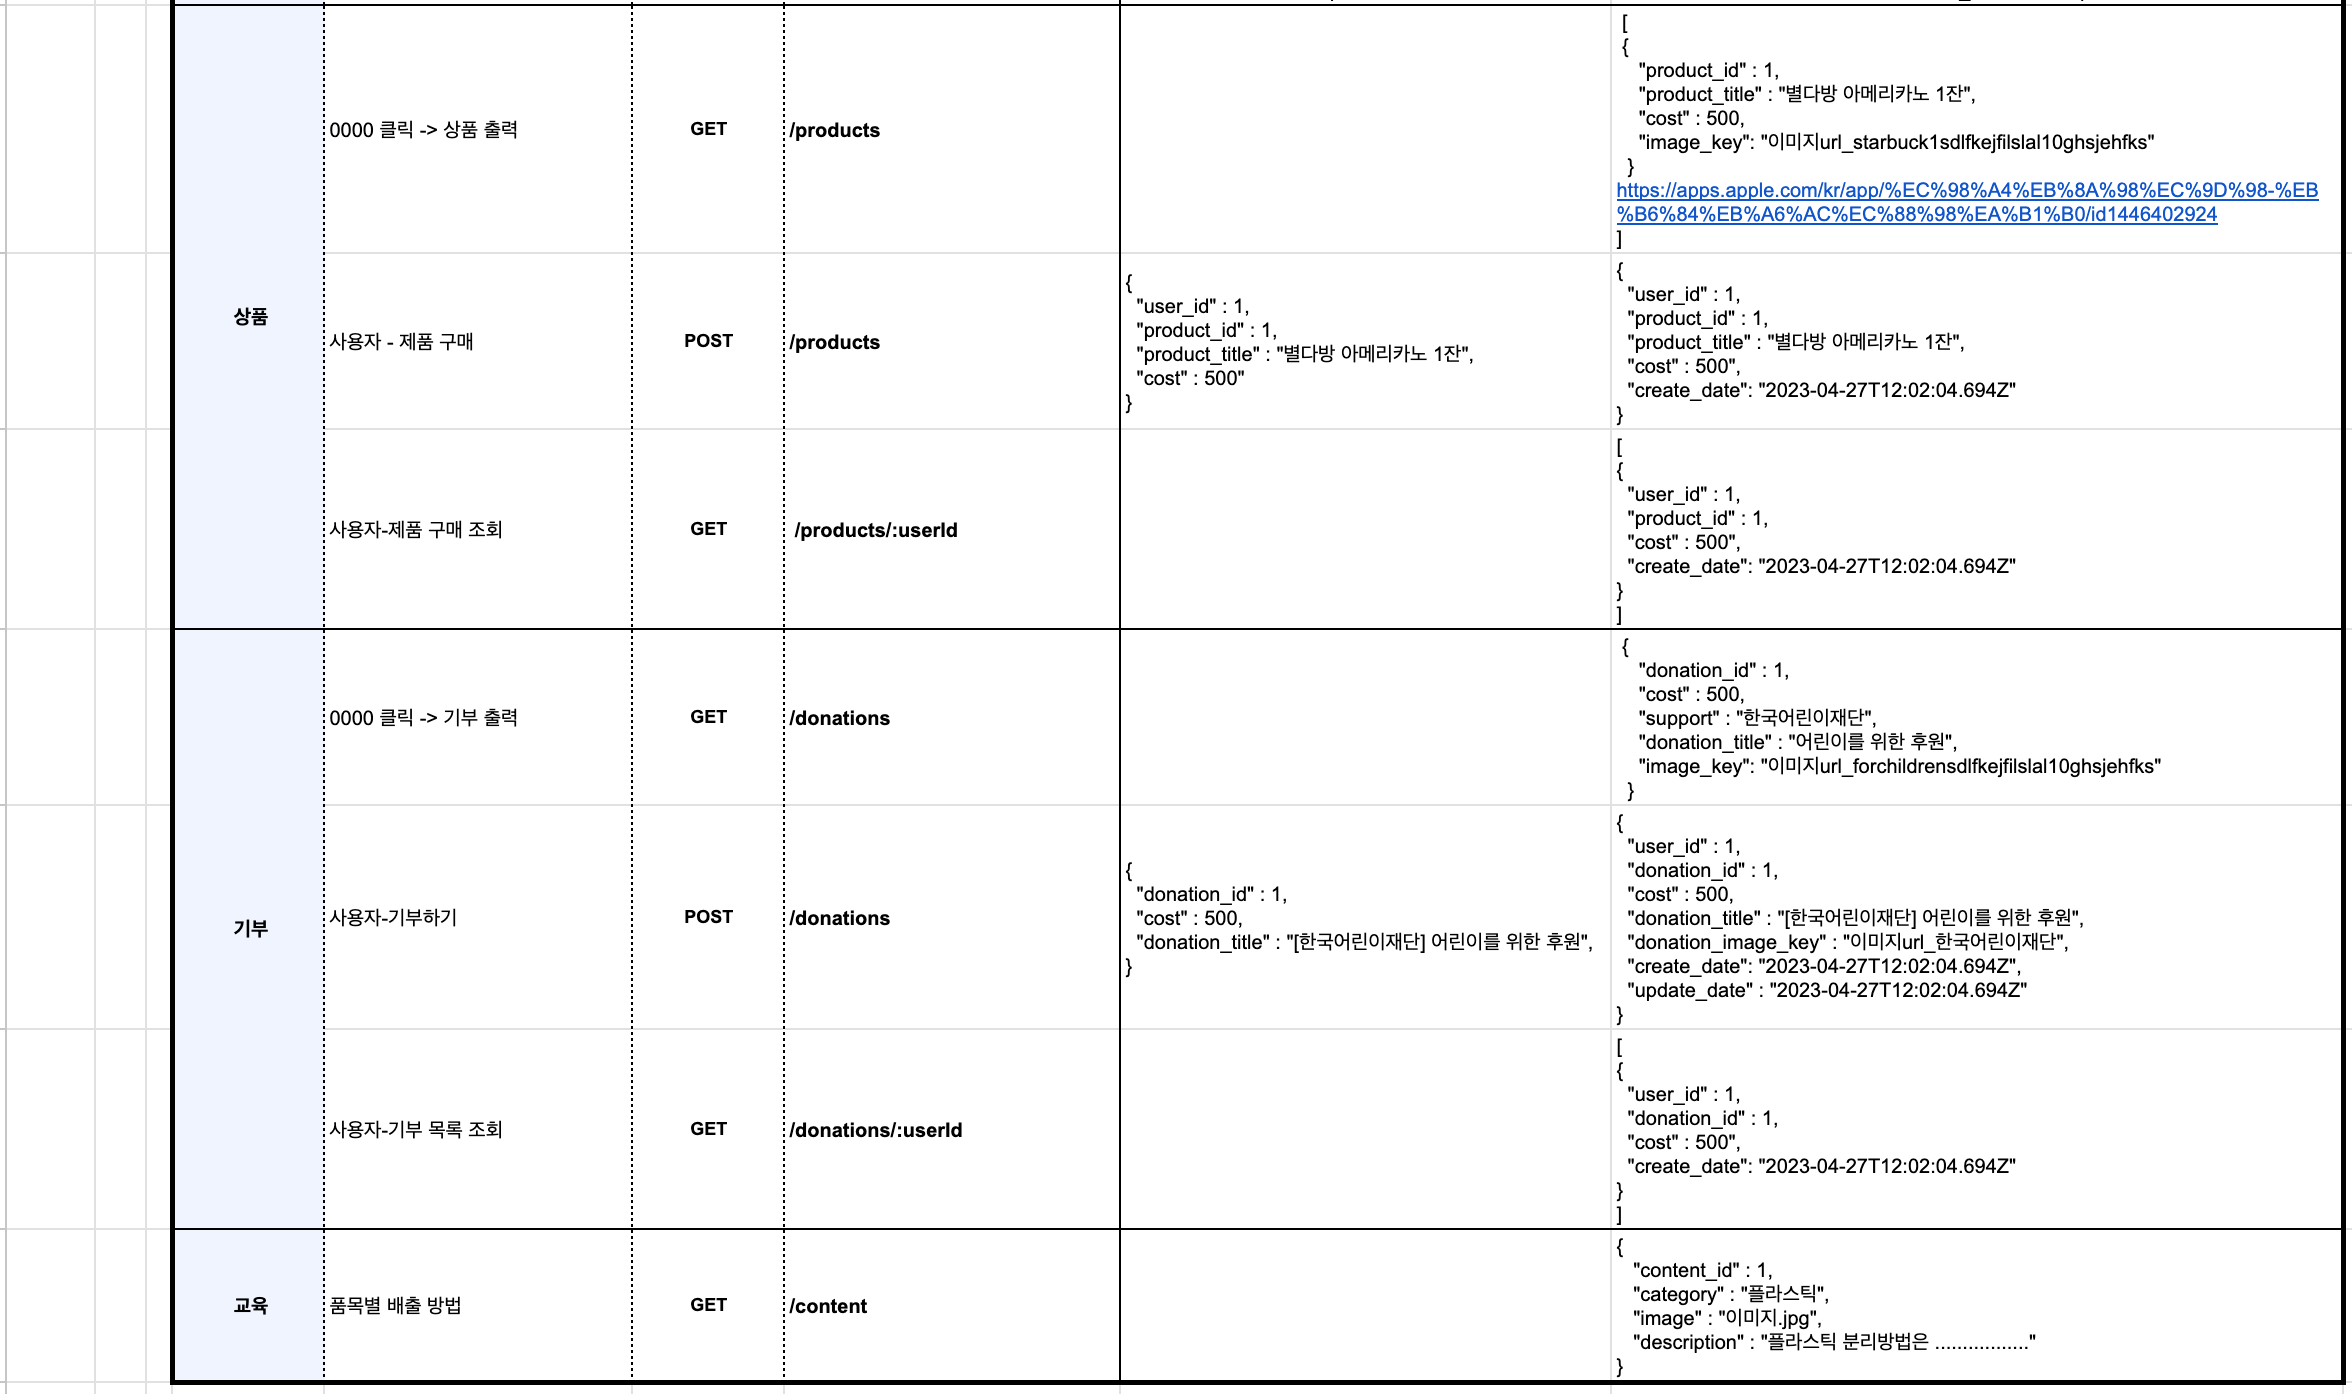 상품
0000 클릭 -> 상품 출력
GET
/products
[
{
"product_id" : 1,
"product_title" : "별다방 아메리카노 1잔",
"cost" : 500,
"image_key": "이미지url_starbuck1sdlfkejfilslal10ghsjehfks"
}
https://apps.apple.com/kr/app/%EC%98%A4%EB%8A%98%EC%9D%98-%EB
%B6%84%EB%A6%AC%EC%88%98%EA%B1%B0/id1446402924
]
사용자 - 제품 구매
POST
/products
{
"user_id" : 1,
"product_id" : 1,
"product_title" : "별다방 아메리카노 1잔",
"cost" : 500"
}
{
"user_id" : 1,
"product_id" : 1,
"product_title" : "별다방 아메리카노 1잔",
"cost" : 500",
"create_date": "2023-04-27T12:02:04.694Z"
}
사용자-제품 구매 조회
GET
/products/:userId
[
{
"user_id" : 1,
"product_id" : 1,
"cost" : 500",
"create_date": "2023-04-27T12:02:04.694Z"
}
]
기부
0000 클릭 -> 기부 출력
GET
/donations
{
"donation_id" : 1,
"cost" : 500,
"support" : "한국어린이재단",
"donation_title" : "어린이를 위한 후원",
"image_key": "이미지url_forchildrensdlfkejfilslal10ghsjehfks"
}
사용자-기부하기
POST
/donations
{
"donation_id" : 1,
"cost" : 500,
"donation_title" : "[한국어린이재단] 어린이를 위한 후원",
}
{
"user_id" : 1,
"donation_id" : 1,
"cost" : 500,
"donation_title" : "[한국어린이재단] 어린이를 위한 후원",
"donation_image_key" : "이미지url_한국어린이재단",
"create_date": "2023-04-27T12:02:04.694Z",
"update_date" : "2023-04-27T12:02:04.694Z"
}
사용자-기부 목록 조회
GET
/donations/:userId
[
{
"user_id" : 1,
"donation_id" : 1,
"cost" : 500",
"create_date": "2023-04-27T12:02:04.694Z"
}
]
교육
품목별 배출 방법
GET
/content
{
"content_id" : 1,
"category" : "플라스틱",
"image" : "이미지.jpg",
"description" : "플라스틱 분리방법은 ................."
}